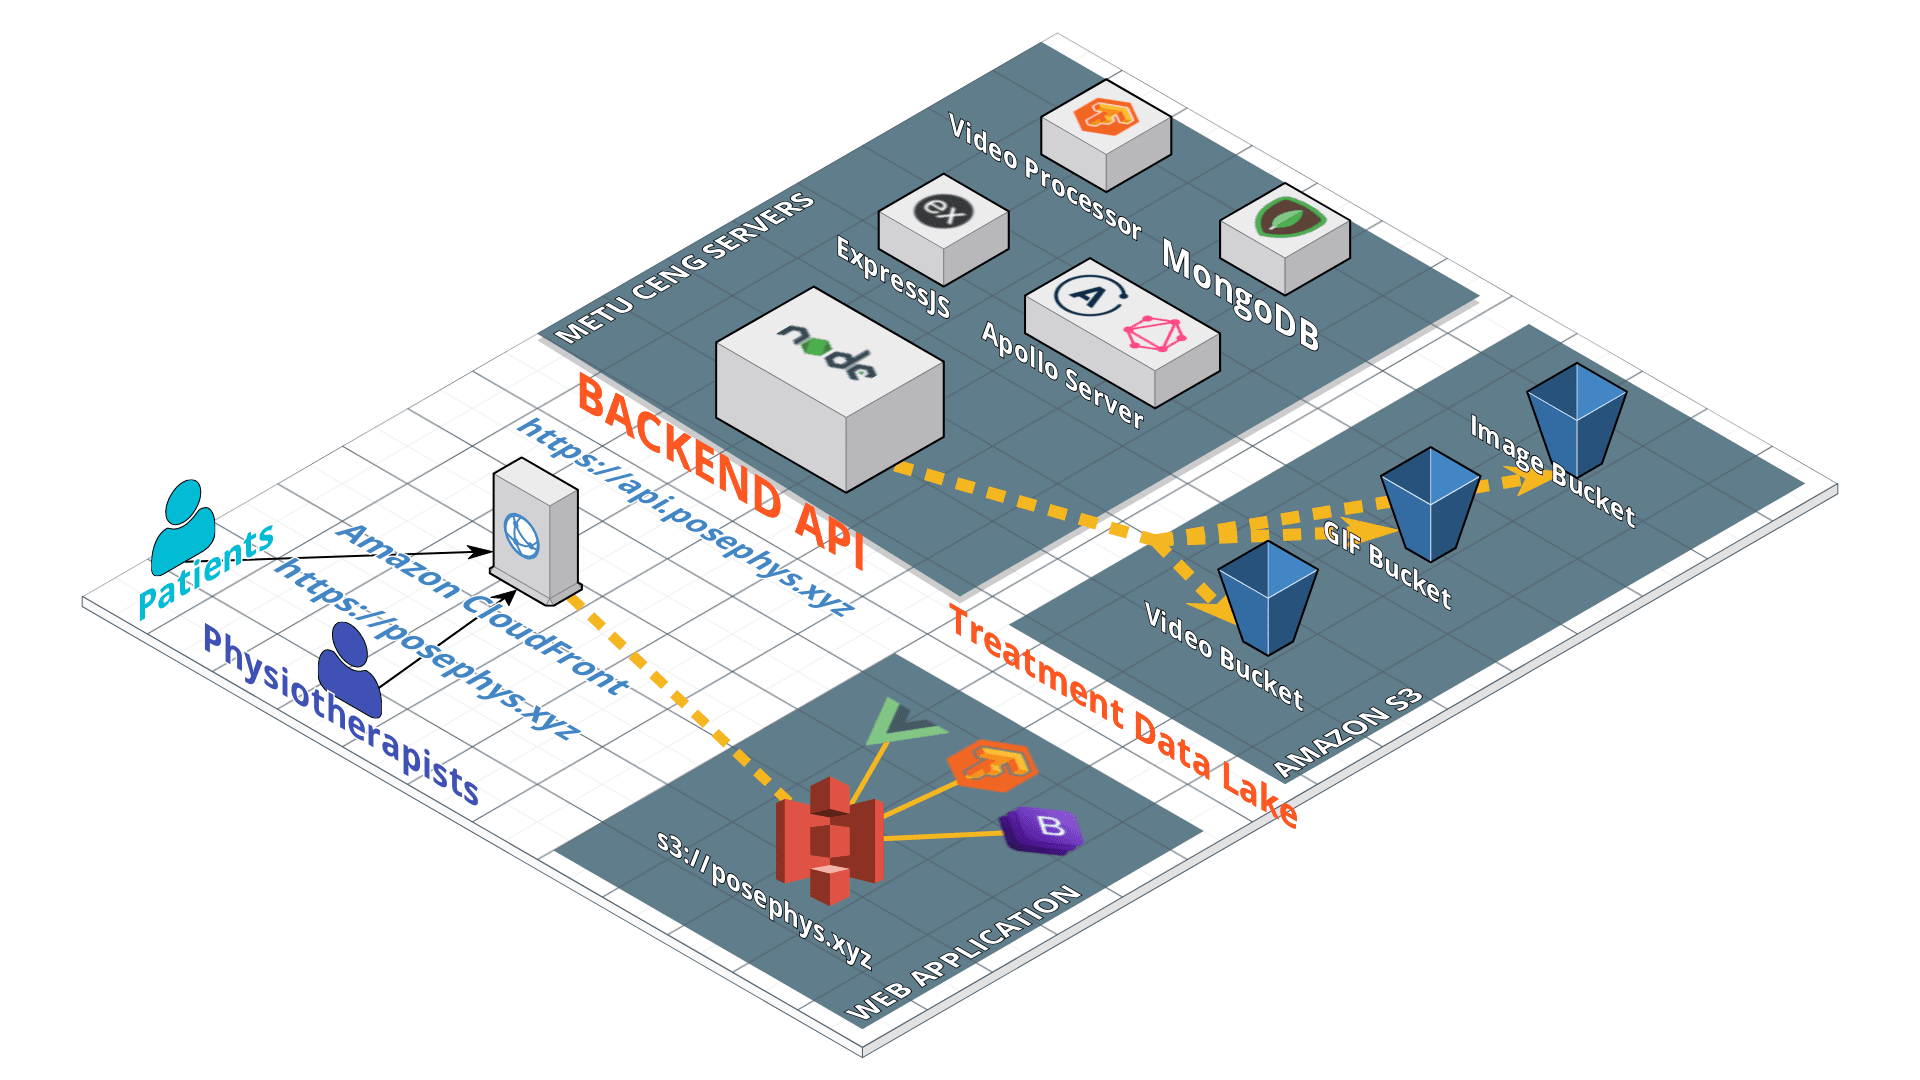 Video Processor
METU CENG SERVERS
ex
ExpressJS
MongoDB
A
Apollo Server
node
BACKEND API
https://api.posephys.xyz
Image Bucket
GIF Bucket
Video Bucket
AMAZON S3
Treatment Data Lake
Patients
Amazon CloudFront
https://posephys.xyz
Physiotherapists
B
s3://posephys.xyz
WEB APPLICATION